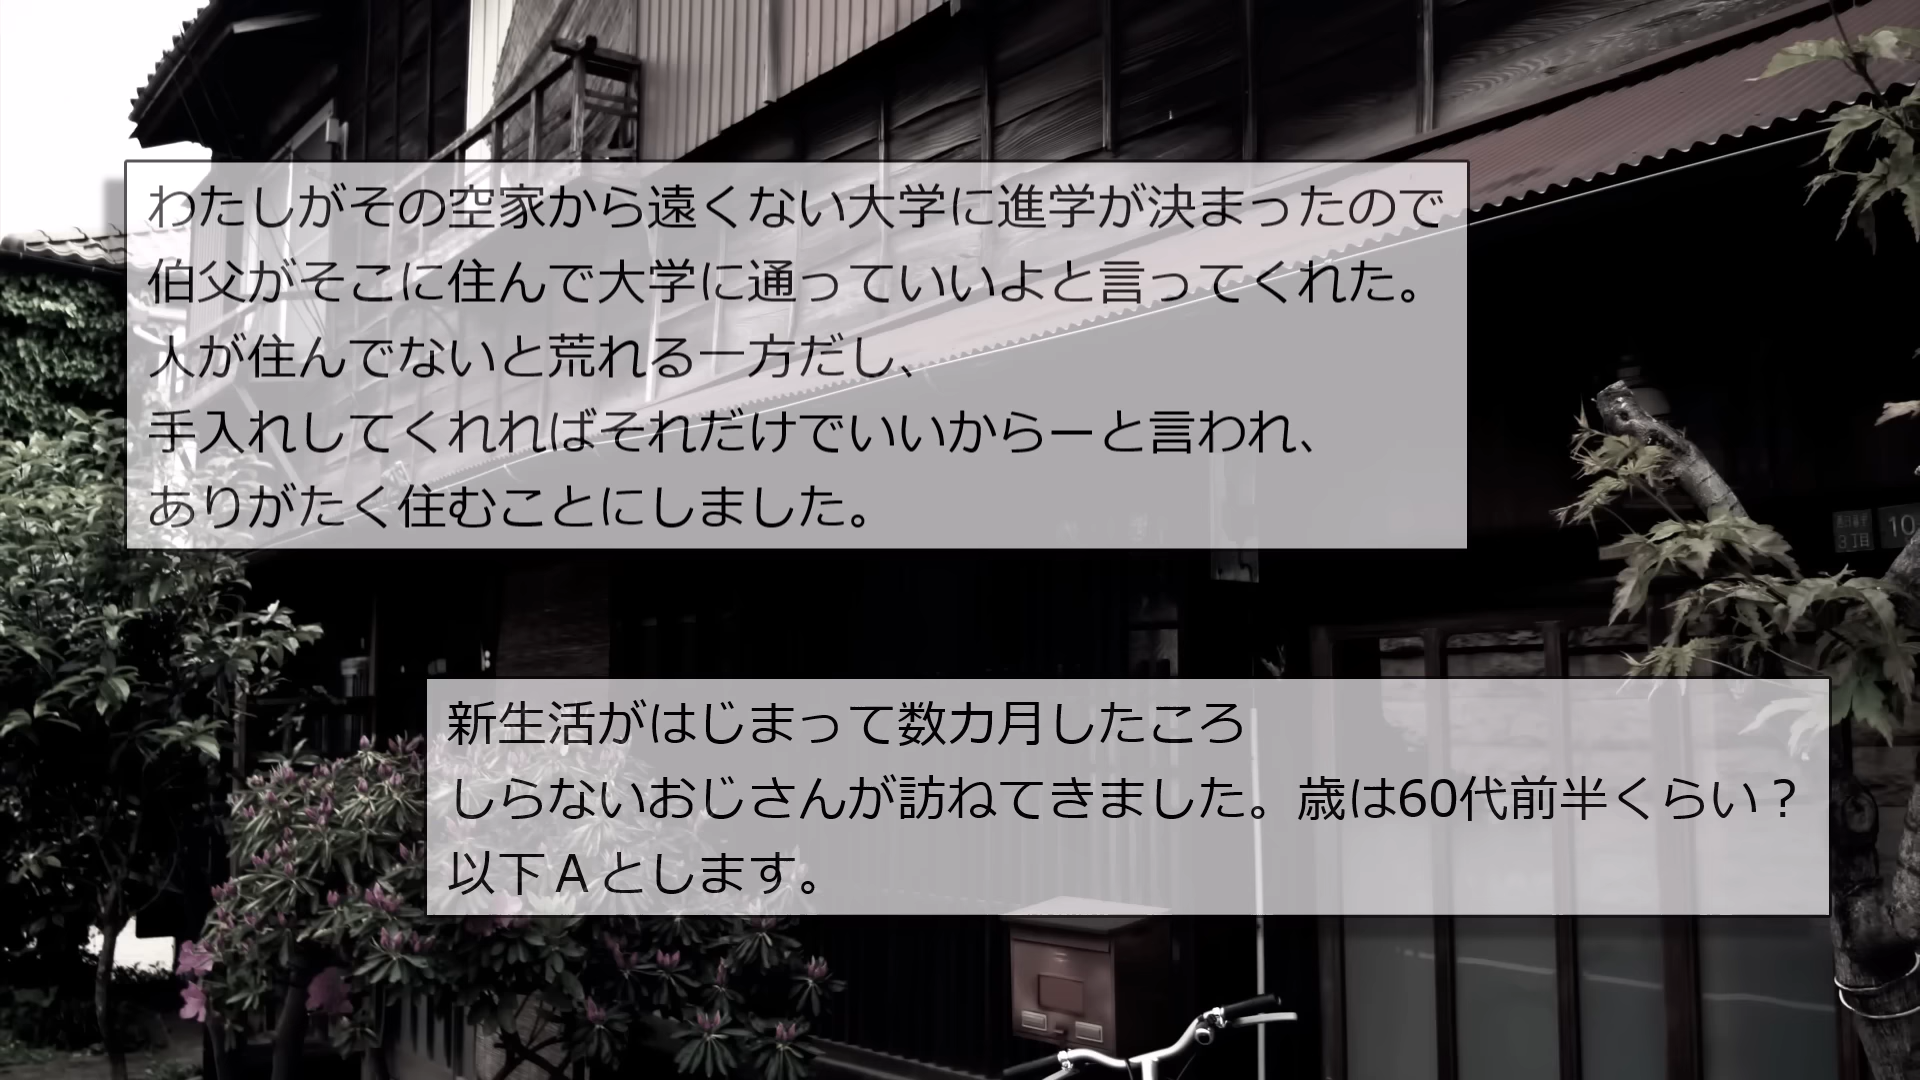 わたしがその空家から遠くない大学に進学が決まったので
伯父がそこに住んで大学に通っていいよと言ってくれた。
人が住んでないと荒れる一方だし、
手入れしてくれればそれだけでいいからーと言われ、
ありがたく住むことにしました。
新生活がはじまって数カ月したころ
しらないおじさんが訪ねてきました。歳は60代前半くらい？
以下Ａとします。
3丁目
10